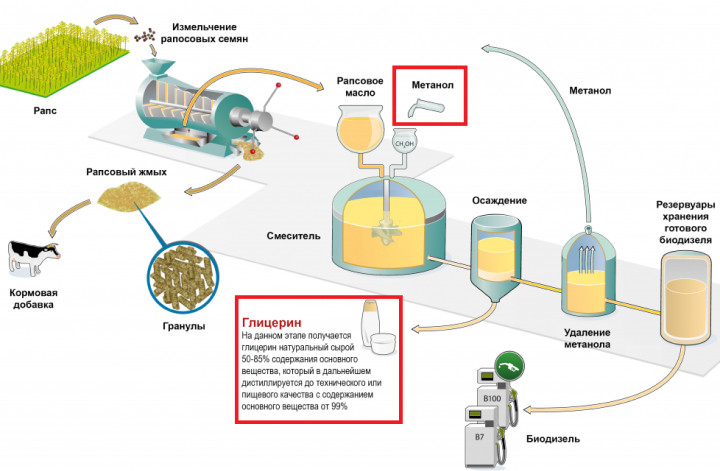 Измельчение
рапосовых семян
Рапс
Рапсовое
масло
Метанол
CH₃OH
Метанол
Рапсовый жмых
Осаждение
Резервуары
хранения
готового
биодизеля
Смеситель
Кормовая
добавка
Гранулы
Глицерин
На данном этапе получается
глицерин натуральный сырой
50-85% содержания основного
вещества, который в дальнейшем
дистиллируется до технического или
пищевого качества с содержанием
основного вещества от 99%
Удаление
метанола
B100
B7
Биодизель